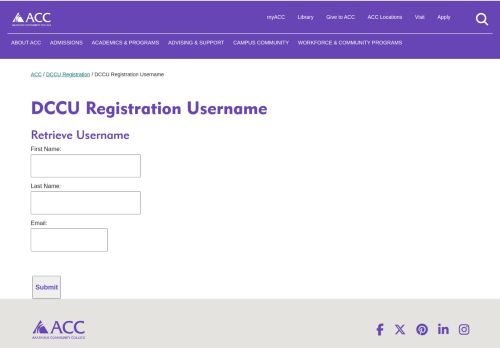 ACC
ARAPAHOE COMMUNITY COLLEGE
myACC Library Give to ACC ACC Locations Visit Apply
ABOUT ACC ADMISSIONS ACADEMICS & PROGRAMS ADVISING & SUPPORT CAMPUS COMMUNITY WORKFORCE & COMMUNITY PROGRAMS
ACC / DCCU Registration / DCCU Registration Username
DCCU Registration Username
Retrieve Username
First Name:
Last Name:
Email:
Submit
ACC
ARAPAHOE COMMUNITY COLLEGE